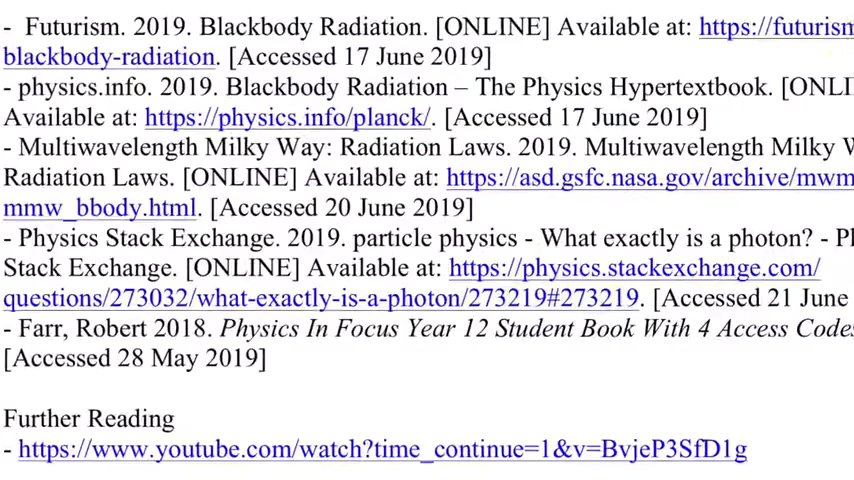 - Futurism. 2019. Blackbody Radiation. [ONLINE] Available at: https://futurism
blackbody-radiation. [Accessed 17 June 2019]
- physics.info. 2019. Blackbody Radiation – The Physics Hypertextbook. [ONLI
Available at: https://physics.info/planck/. [Accessed 17 June 2019]
- Multiwavelength Milky Way: Radiation Laws. 2019. Multiwavelength Milky W
Radiation Laws. [ONLINE] Available at: https://asd.gsfc.nasa.gov/archive/mwm
mmw_bbody.html. [Accessed 20 June 2019]
- Physics Stack Exchange. 2019. particle physics - What exactly is a photon? - Ph
Stack Exchange. [ONLINE] Available at: https://physics.stackexchange.com/
questions/273032/what-exactly-is-a-photon/273219#273219. [Accessed 21 June
- Farr, Robert 2018. Physics In Focus Year 12 Student Book With 4 Access Codes
[Accessed 28 May 2019]
Further Reading
- https://www.youtube.com/watch?time_continue=1&v=BvjeP3SfD1g